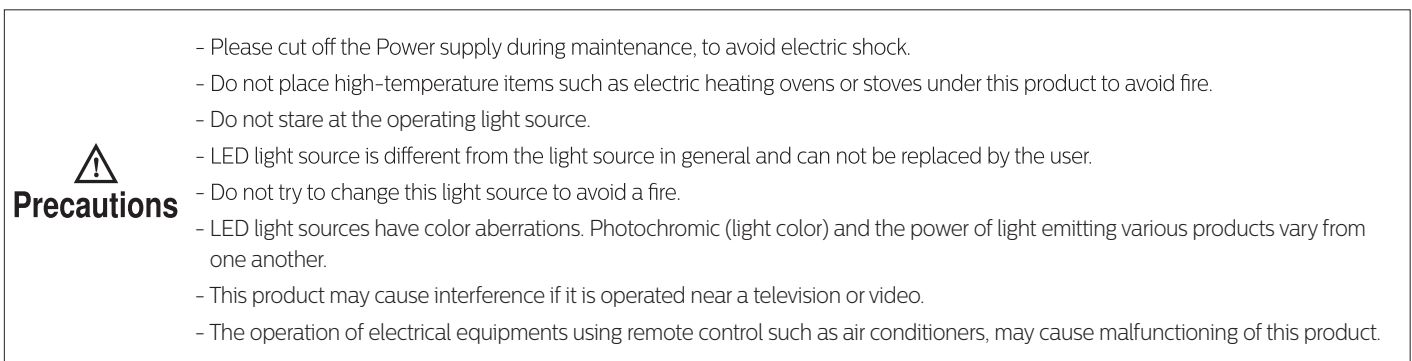 Precautions
- Please cut off the Power supply during maintenance, to avoid electric shock.
- Do not place high-temperature items such as electric heating ovens or stoves under this product to avoid fire.
- Do not stare at the operating light source.
- LED light source is different from the light source in general and can not be replaced by the user.
- Do not try to change this light source to avoid a fire.
- LED light sources have color aberrations. Photochromic (light color) and the power of light emitting various products vary from
one another.
- This product may cause interference if it is operated near a television or video.
- The operation of electrical equipments using remote control such as air conditioners, may cause malfunctioning of this product.